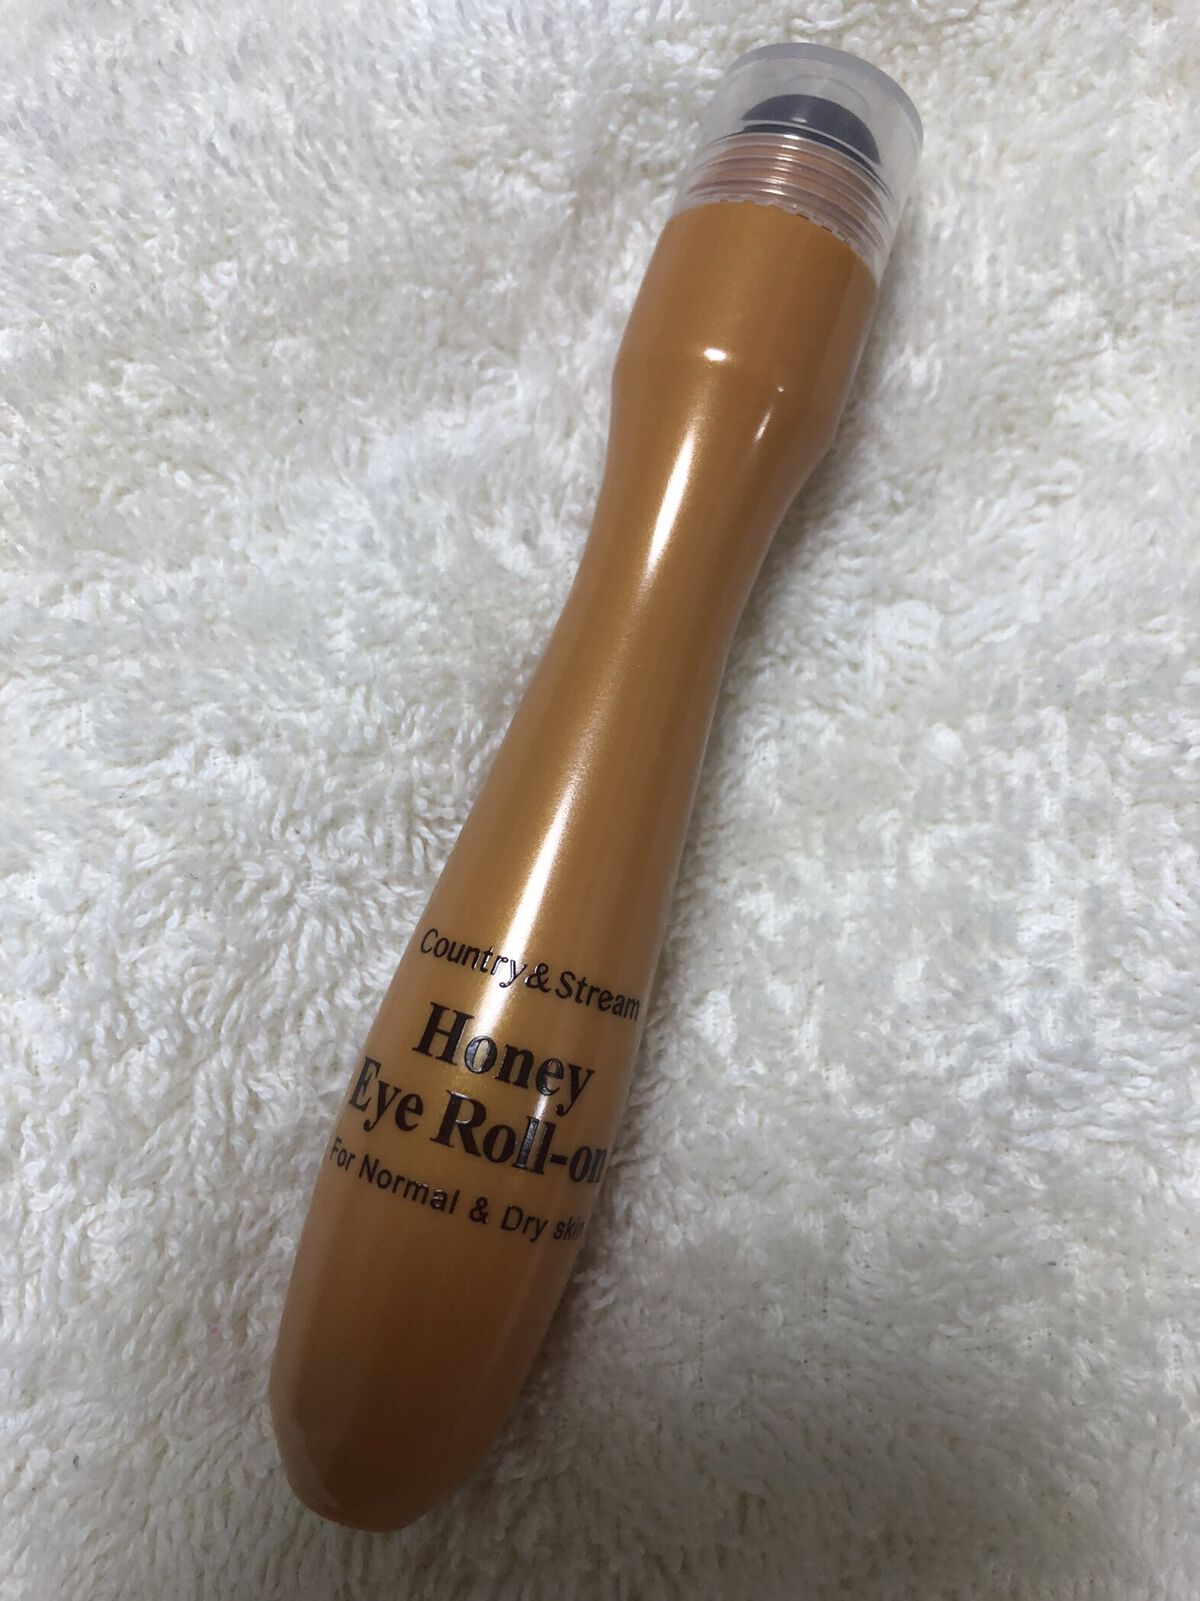 Country & Stream
Honey
Eye Roll-on
For Normal & Dry skin